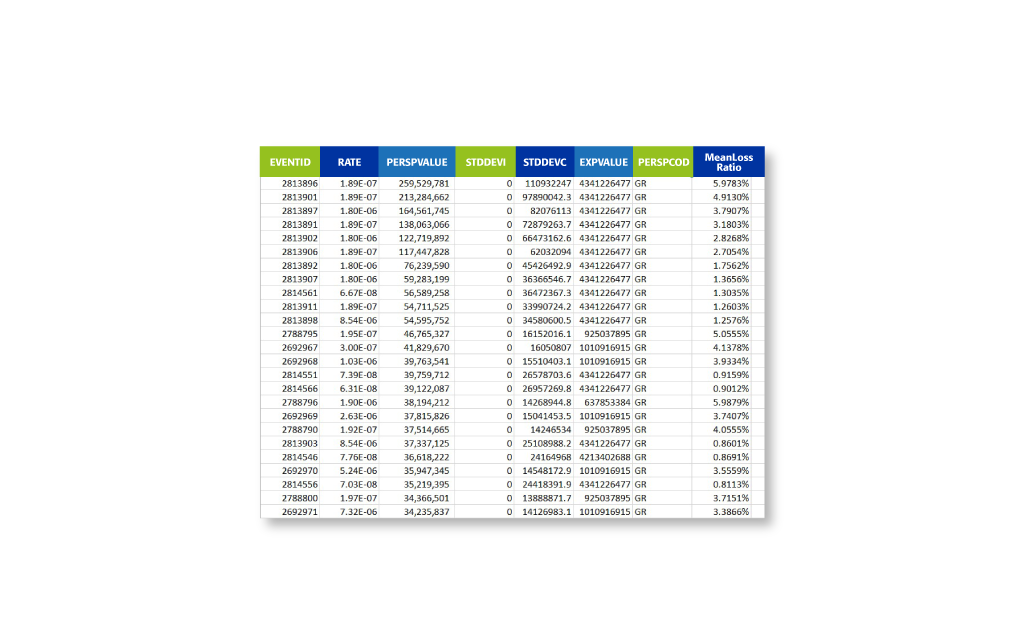 EVENTID RATE PERSPVALUE STDDEVI STDDEVC EXPVALUE PERSPCOD MeanLoss Ratio
2813896 1.89E-07 259,529,781 0 110932247 4341226477 GR 5.9783%
2813901 1.89E-07 213,284,662 0 97890042.3 4341226477 GR 4.9130%
2813897 1.80E-06 164,561,745 0 82076113 4341226477 GR 3.7907%
2813891 1.89E-07 138,063,066 0 72879263.7 4341226477 GR 3.1803%
2813902 1.80E-06 122,719,892 0 66473162.6 4341226477 GR 2.8268%
2813906 1.89E-07 117,447,828 0 62032094 4341226477 GR 2.7054%
2813892 1.80E-06 76,239,590 0 45426492.9 4341226477 GR 1.7562%
2813907 1.80E-06 59,283,199 0 36366546.7 4341226477 GR 1.3656%
2814561 6.67E-08 56,589,258 0 36472367.3 4341226477 GR 1.3035%
2813911 1.89E-07 54,711,525 0 33990724.2 4341226477 GR 1.2603%
2813898 8.54E-06 54,595,752 0 34580600.5 4341226477 GR 1.2576%
2788795 1.95E-07 46,765,327 0 16152016.1 925037895 GR 5.0555%
2692967 3.00E-07 41,829,670 0 16050807 1010916915 GR 4.1378%
2692968 1.03E-06 39,763,541 0 15510403.1 1010916915 GR 3.9334%
2814551 7.39E-08 39,759,712 0 26578703.6 4341226477 GR 0.9159%
2814566 6.31E-08 39,122,087 0 26957269.8 4341226477 GR 0.9012%
2788796 1.90E-06 38,194,212 0 14268944.8 637853384 GR 5.9879%
2692969 2.63E-06 37,815,826 0 15041453.5 1010916915 GR 3.7407%
2788790 1.92E-07 37,514,665 0 14246534 925037895 GR 4.0555%
2813903 8.54E-06 37,337,125 0 25108988.2 4341226477 GR 0.8601%
2814546 7.76E-08 36,618,222 0 24164968 4213402688 GR 0.8691%
2692970 5.24E-06 35,947,345 0 14548172.9 1010916915 GR 3.5559%
2814556 7.03E-08 35,219,395 0 24418391.9 4341226477 GR 0.8113%
2788800 1.97E-07 34,366,501 0 13888871.7 925037895 GR 3.7151%
2692971 7.32E-06 34,235,837 0 14126983.1 1010916915 GR 3.3866%